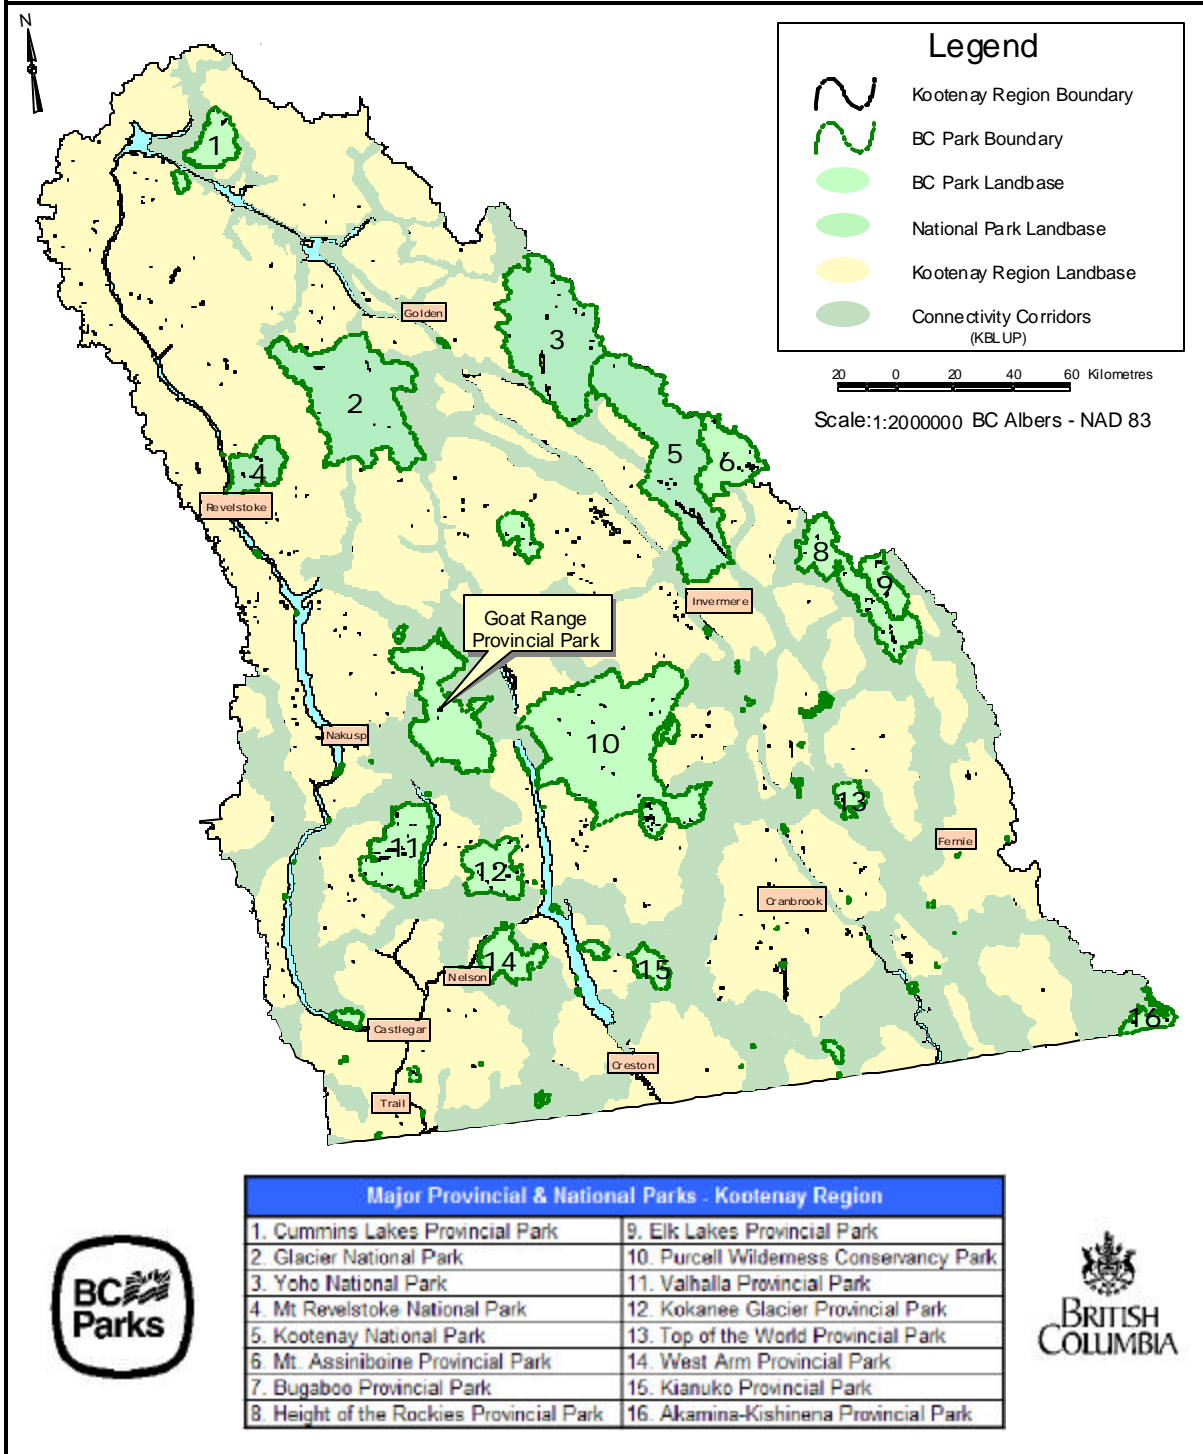 N
Legend
Kootenay Region Boundary
BC Park Boundary
BC Park Landbase
National Park Landbase
Kootenay Region Landbase
Connectivity Corridors
(KBLUP)
20 0 20 40 60 Kilometres
Scale:1:2000000 BC Albers - NAD 83
1
Golden
3
2
5
6
4
Revelstoke
7
8
9
Invermere
Goat Range
Provincial Park
Nakusp
10
13
11
Fernie
12
Cranbrook
14
15
Nelson
16
Castlegar
Creston
Trail
Major Provincial & National Parks - Kootenay Region
1. Cummins Lakes Provincial Park
9. Elk Lakes Provincial Park
2. Glacier National Park
10. Purcell Wilderness Conservancy Park
3. Yoho National Park
11. Valhalla Provincial Park
4. Mt Revelstoke National Park
12. Kokanee Glacier Provincial Park
5. Kootenay National Park
13. Top of the World Provincial Park
6. Mt. Assiniboine Provincial Park
14. West Arm Provincial Park
7. Bugaboo Provincial Park
15. Kianuko Provincial Park
8. Height of the Rockies Provincial Park
16. Akamina-Kishinena Provincial Park
BC
Parks
BRITISH
COLUMBIA